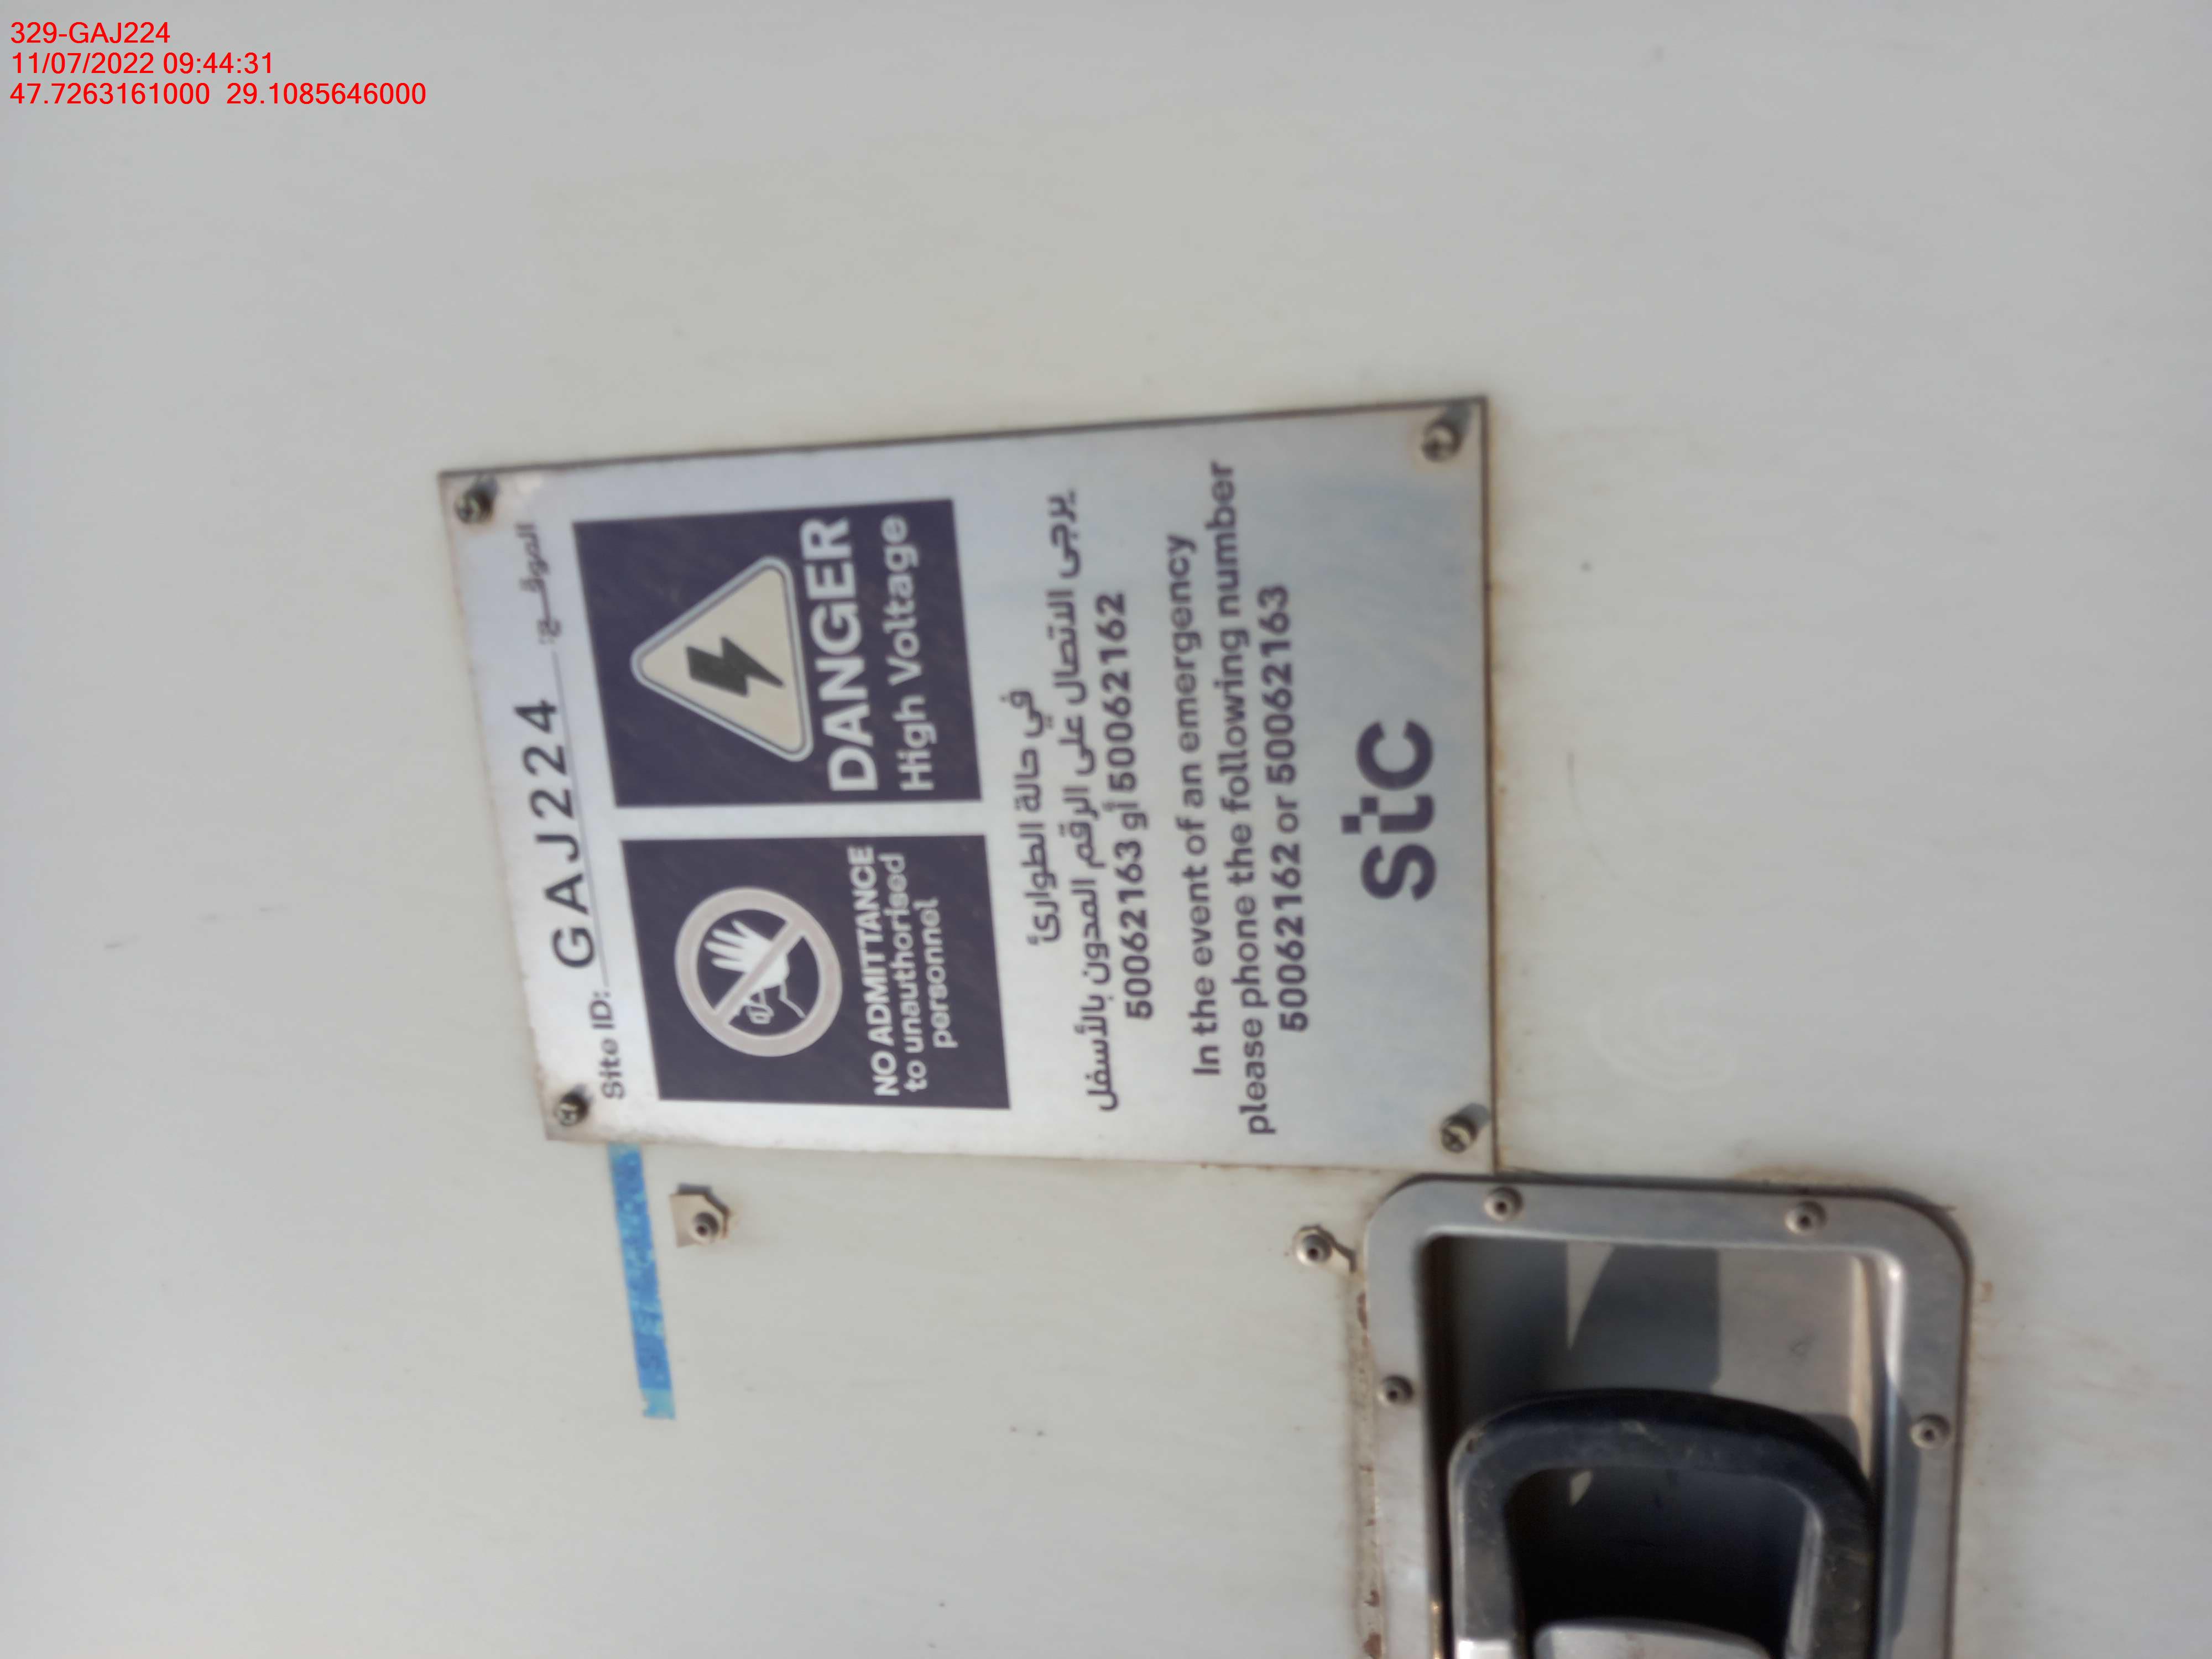 329-GAJ224
11/07/2022 09:44:31
47.7263161000 29.1085646000
Site ID: GAJ224 الموقـــع:
NO ADMITTANCE
to unauthorised
personnel
DANGER
High Voltage
في حالة الطوارئ
يرجى الاتصال على الرقم المدون بالأسفل
50062162 أو 50062163
In the event of an emergency
please phone the following number
50062162 or 50062163
stc